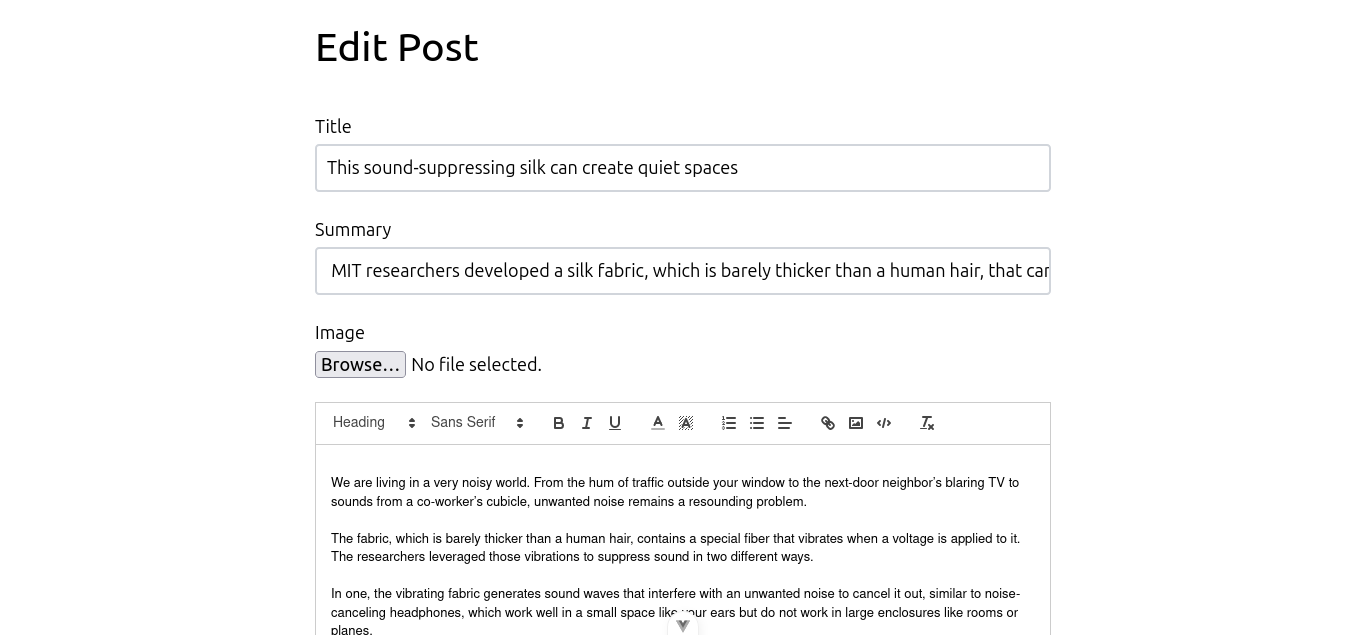 Edit Post
Title
This sound-suppressing silk can create quiet spaces
Summary
MIT researchers developed a silk fabric, which is barely thicker than a human hair, that can
Image
Browse… No file selected.
Heading Sans Serif B I U A A
We are living in a very noisy world. From the hum of traffic outside your window to the next-door neighbor’s blaring TV to
sounds from a co-worker’s cubicle, unwanted noise remains a resounding problem.
The fabric, which is barely thicker than a human hair, contains a special fiber that vibrates when a voltage is applied to it.
The researchers leveraged those vibrations to suppress sound in two different ways.
In one, the vibrating fabric generates sound waves that interfere with an unwanted noise to cancel it out, similar to noise-
canceling headphones, which work well in a small space like your ears but do not work in large enclosures like rooms or
planes.